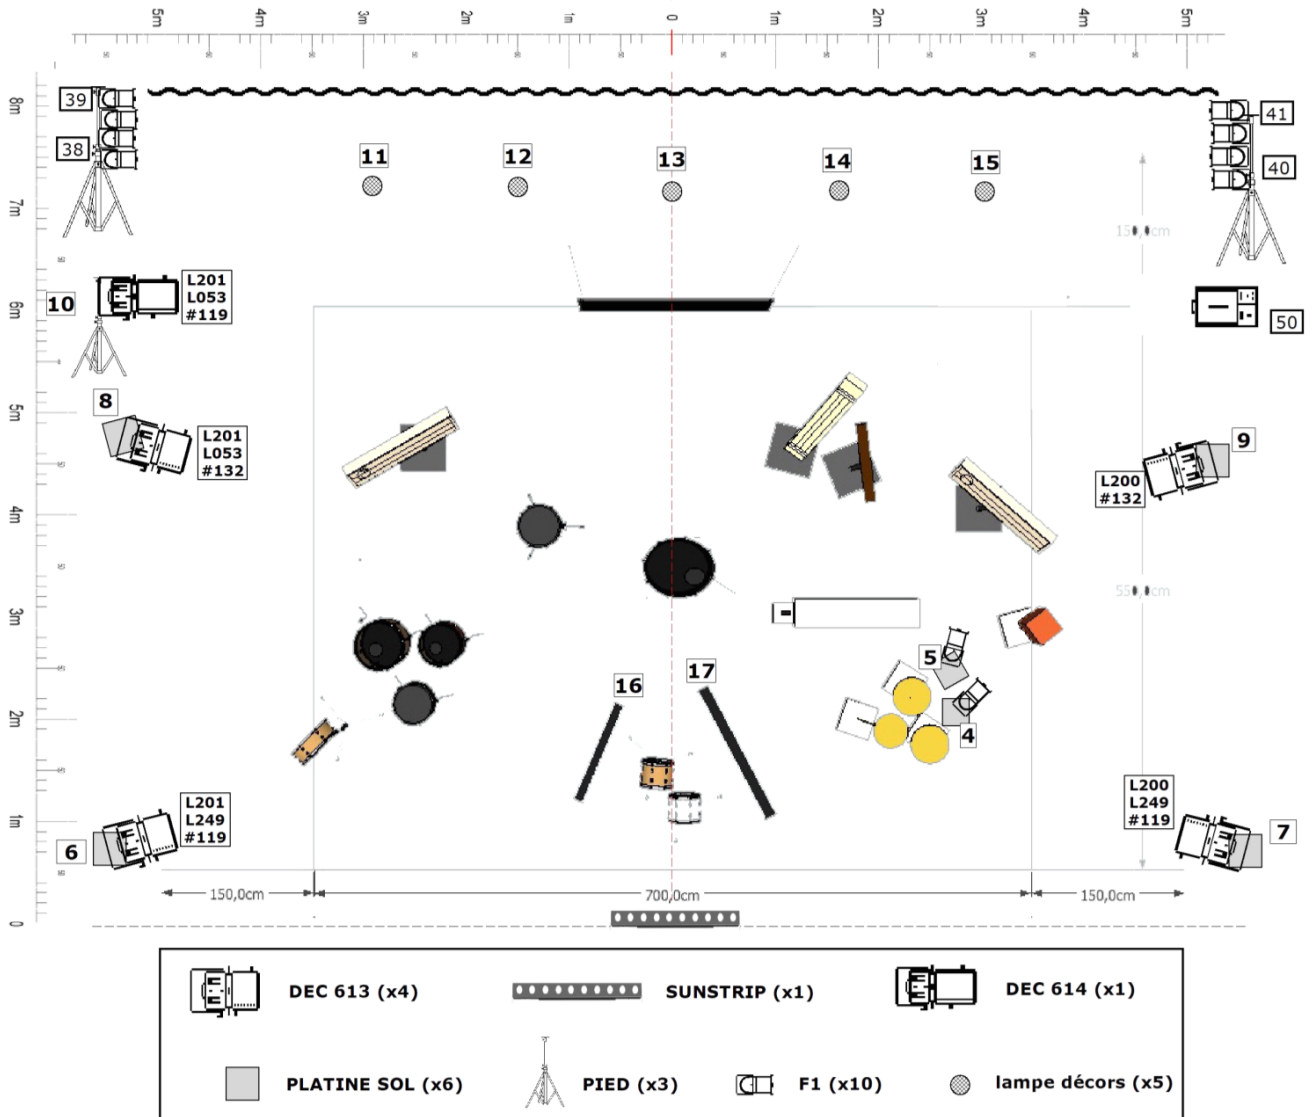 5m 4m 3m 2m 1m 0 1m 2m 3m 4m 5m
8m
39
41
38
11
12
13
14
15
40
7m
10
L201
L053
#119
6m
50
8
5m
L201
L053
#132
9
L200
#132
4m
3m
5
16
17
2m
4
L201
L249
#119
L200
L249
#119
1m
6
7
150,0cm
700,0cm
150,0cm
0
DEC 613 (x4)
SUNSTRIP (x1)
DEC 614 (x1)
PLATINE SOL (x6)
PIED (x3)
F1 (x10)
lampe décors (x5)